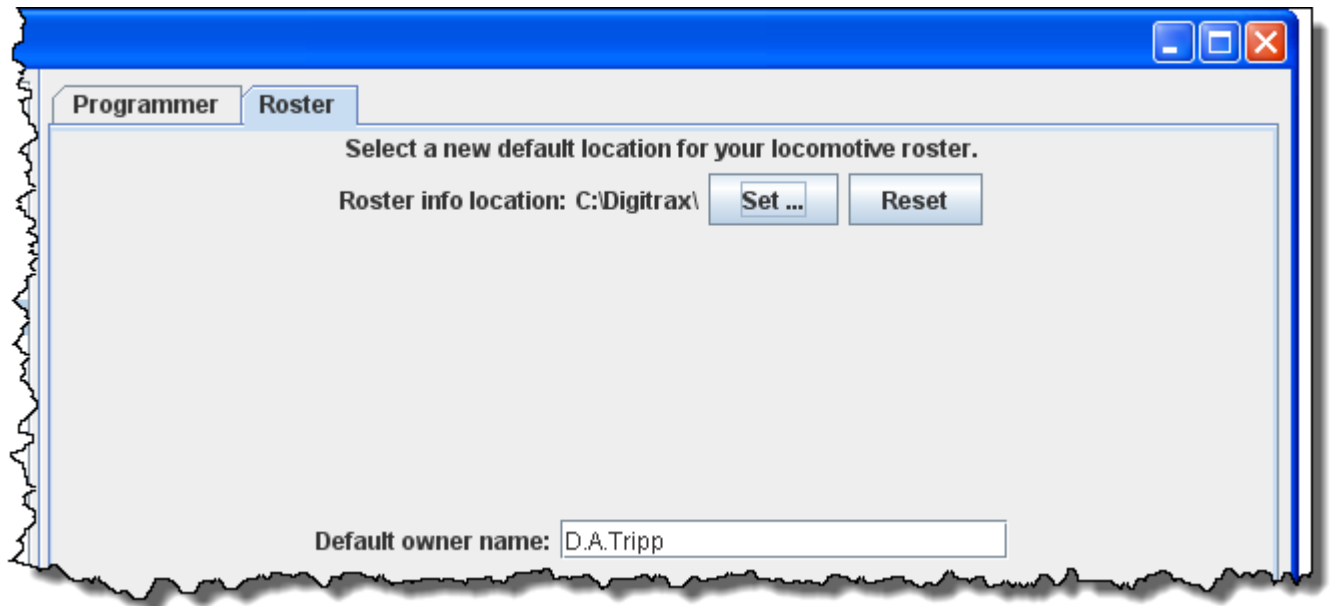 Programmer Roster
Select a new default location for your locomotive roster.
Roster info location: C:\Digitrax\ Set ... Reset
Default owner name: D.A.Tripp